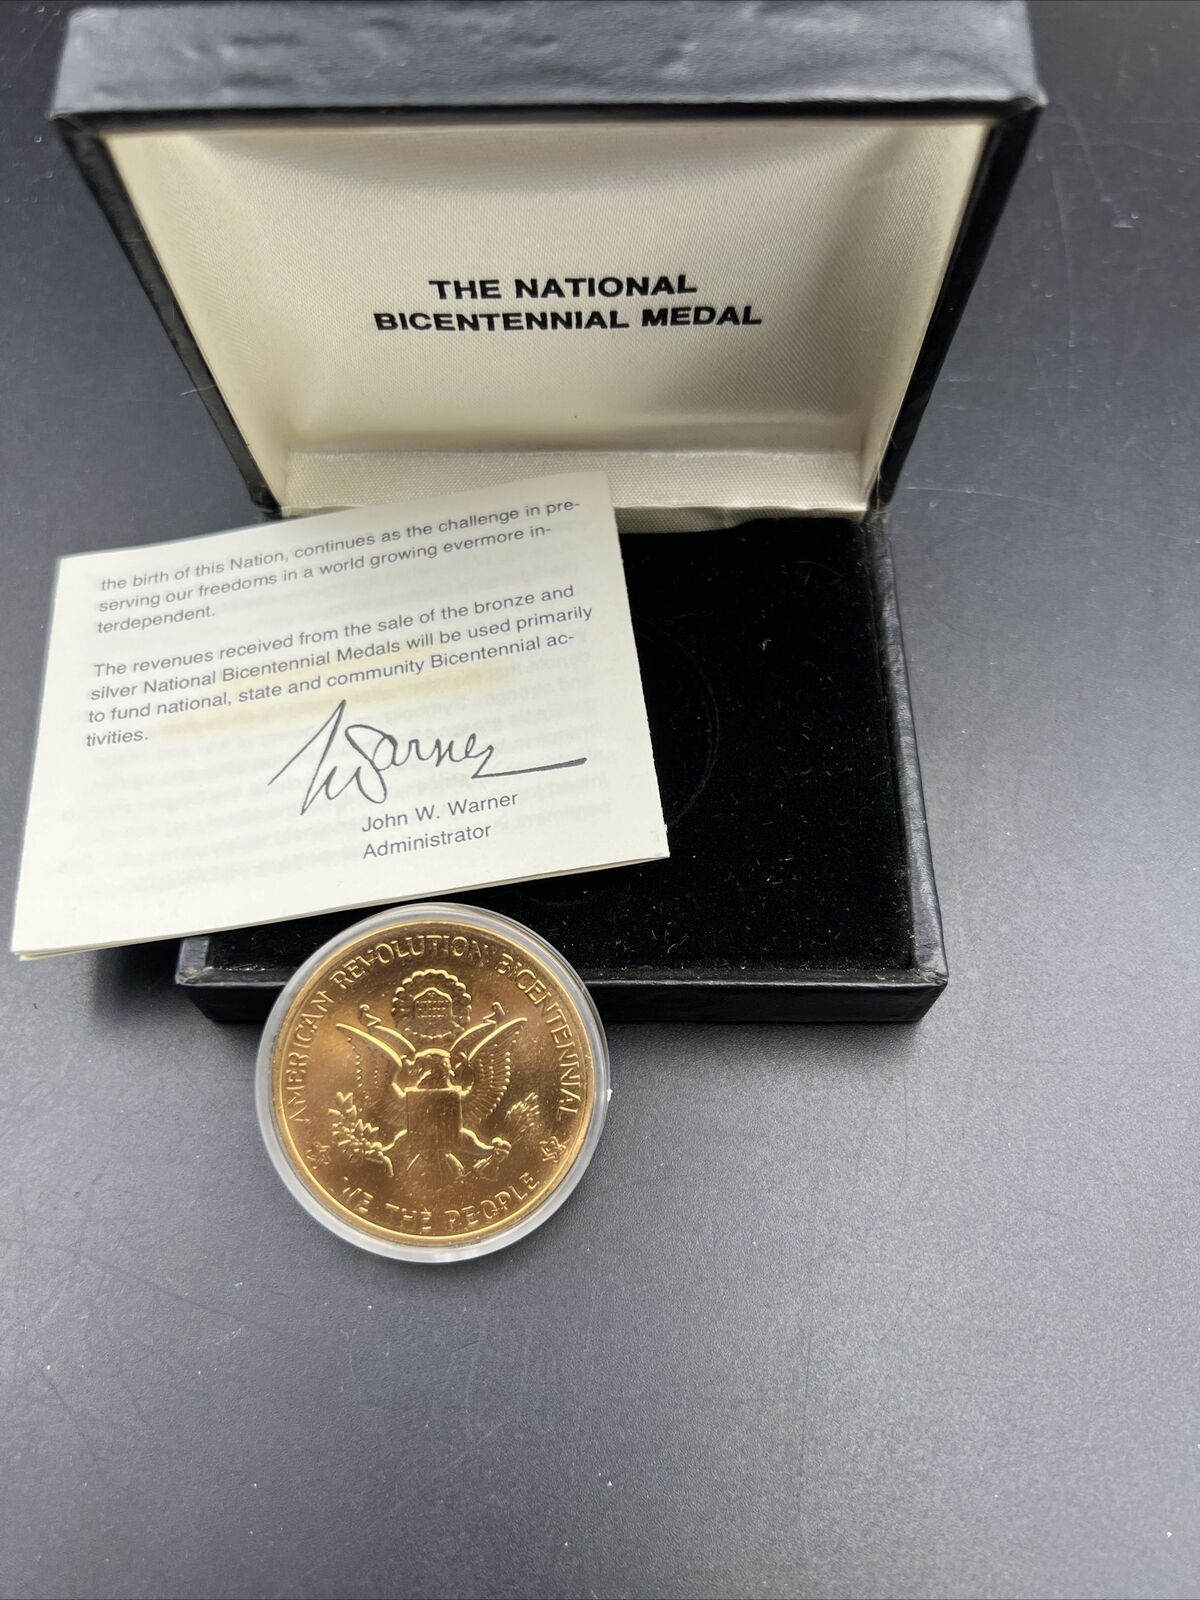 THE NATIONAL
BICENTENNIAL MEDAL
the birth of this Nation, continues as the challenge in pre-
serving our freedoms in a world growing evermore in-
terdependent.
The revenues received from the sale of the bronze and
silver National Bicentennial Medals will be used primarily
to fund national, state and community Bicentennial ac-
tivities.
J W Warner
John W. Warner
Administrator
AMERICAN REVOLUTION BICENTENNIAL
WE THE PEOPLE